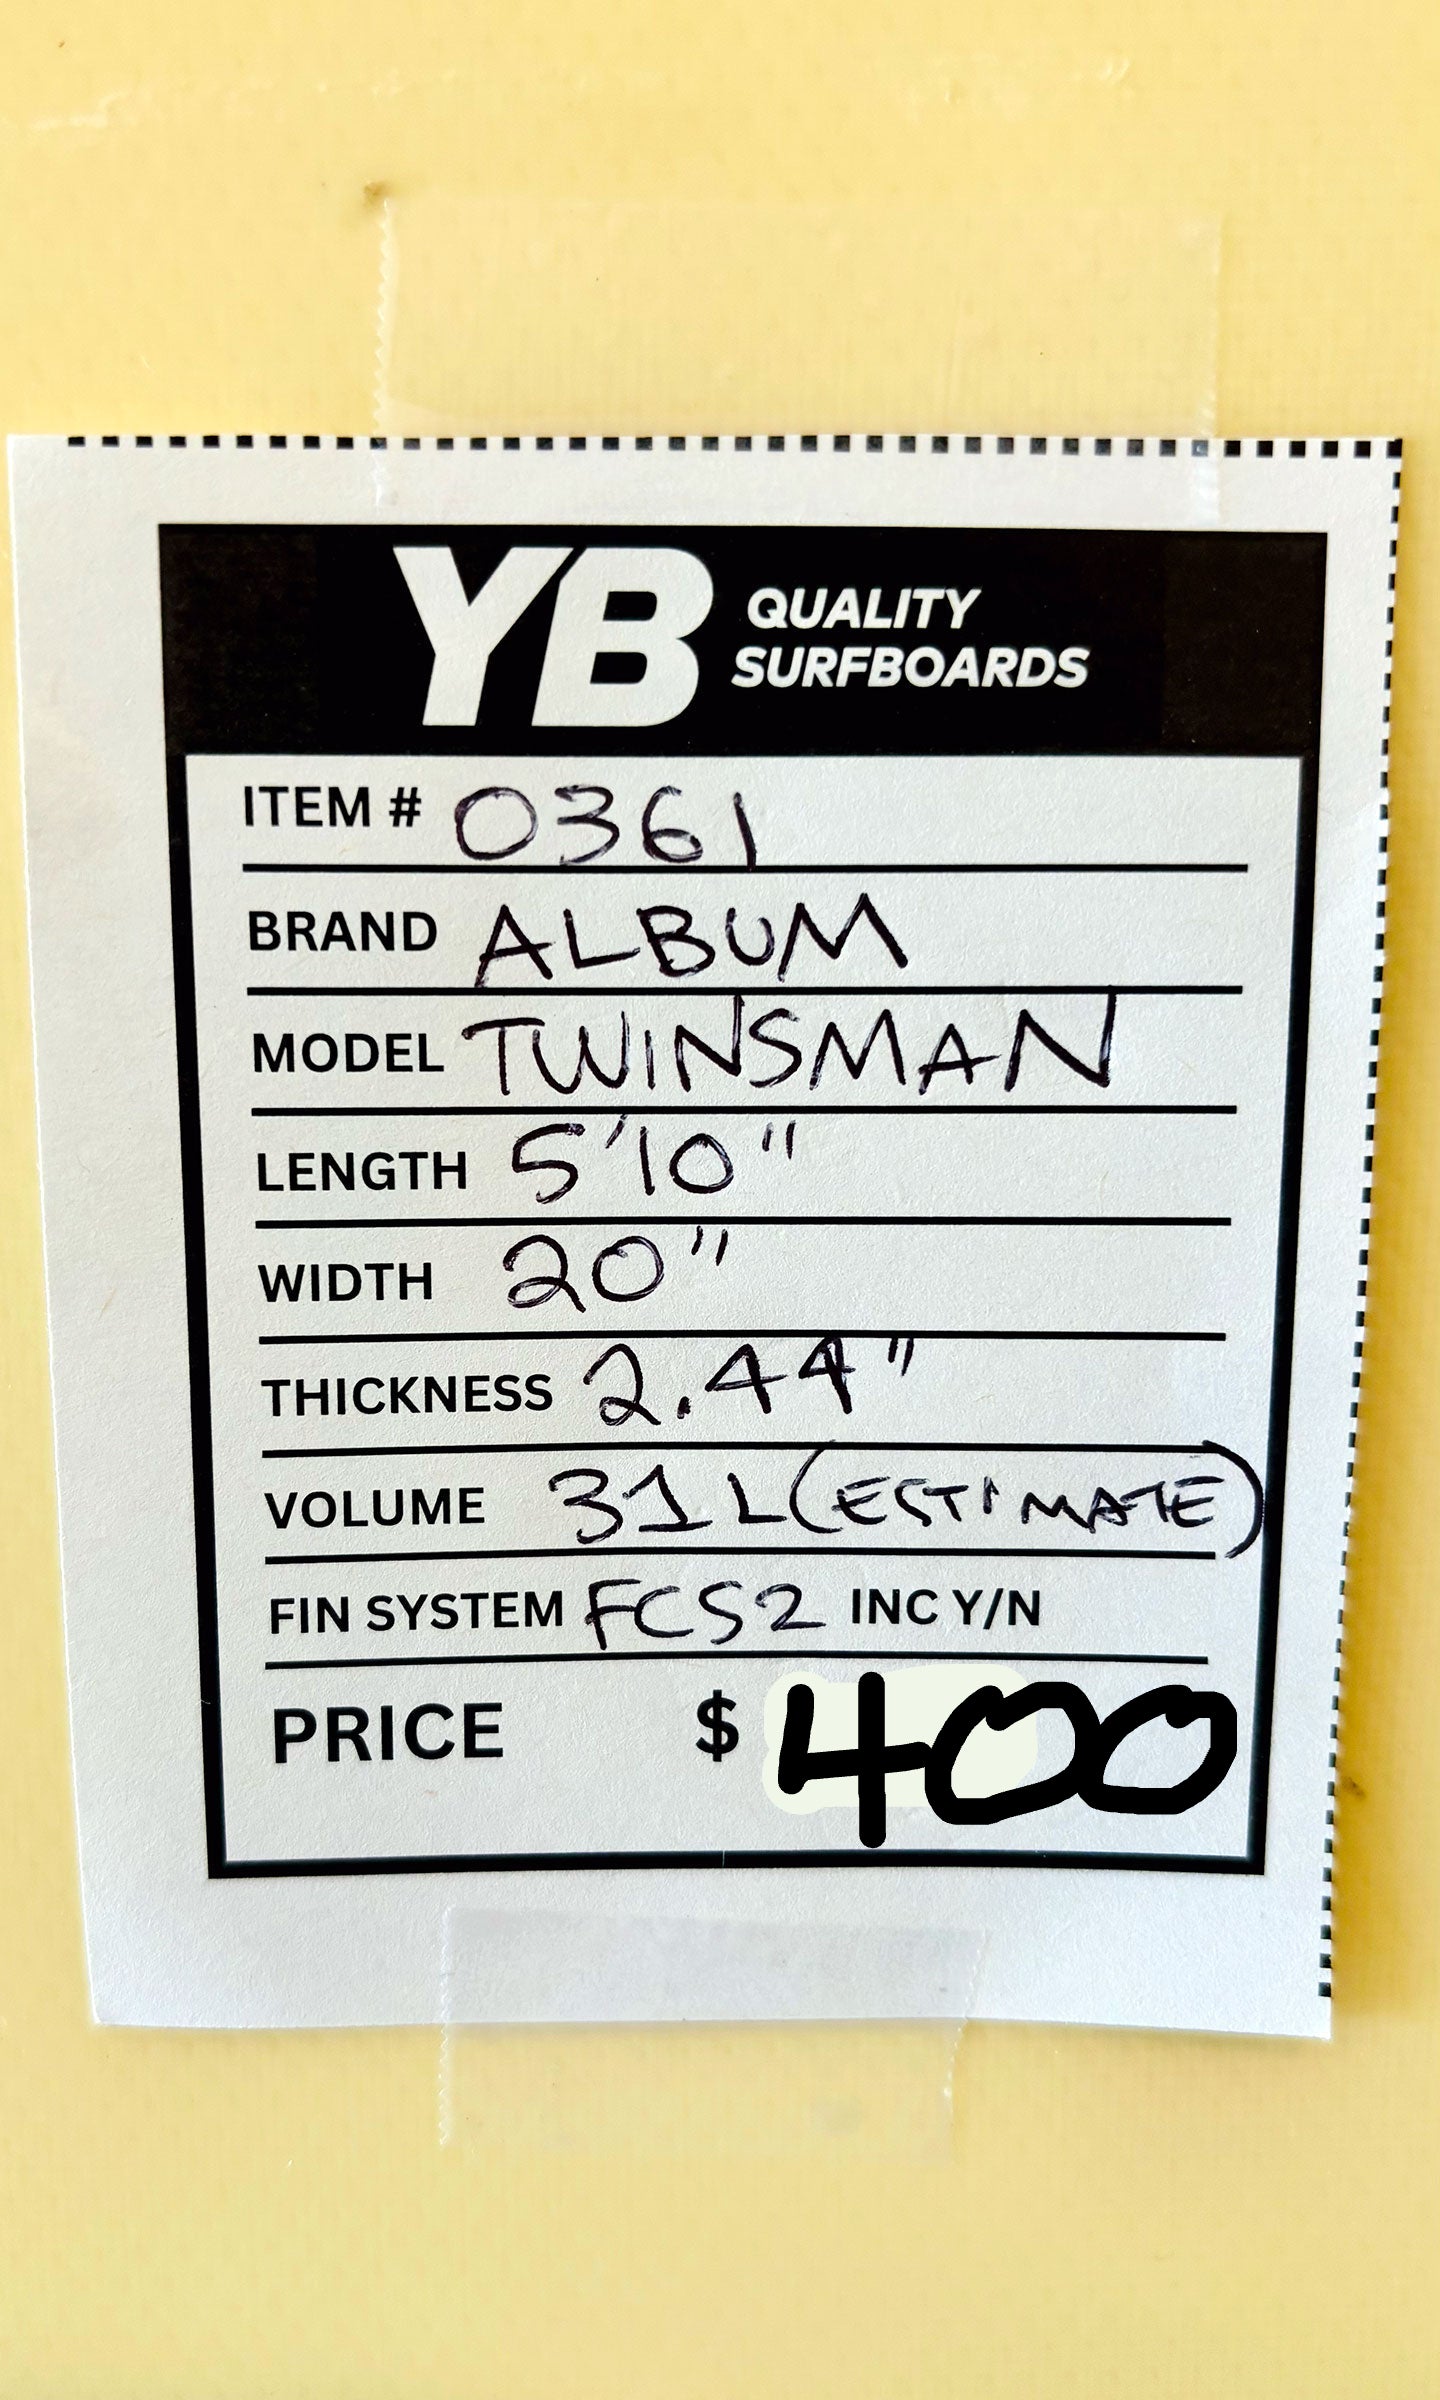 YB QUALITY
SURFBOARDS
ITEM # 0361
BRAND ALBUM
MODEL TWINSMAN
LENGTH 5'10"
WIDTH 20"
THICKNESS 2.44"
VOLUME 31L (ESTIMATE)
FIN SYSTEM FCS2 INC Y/N
PRICE $ 400